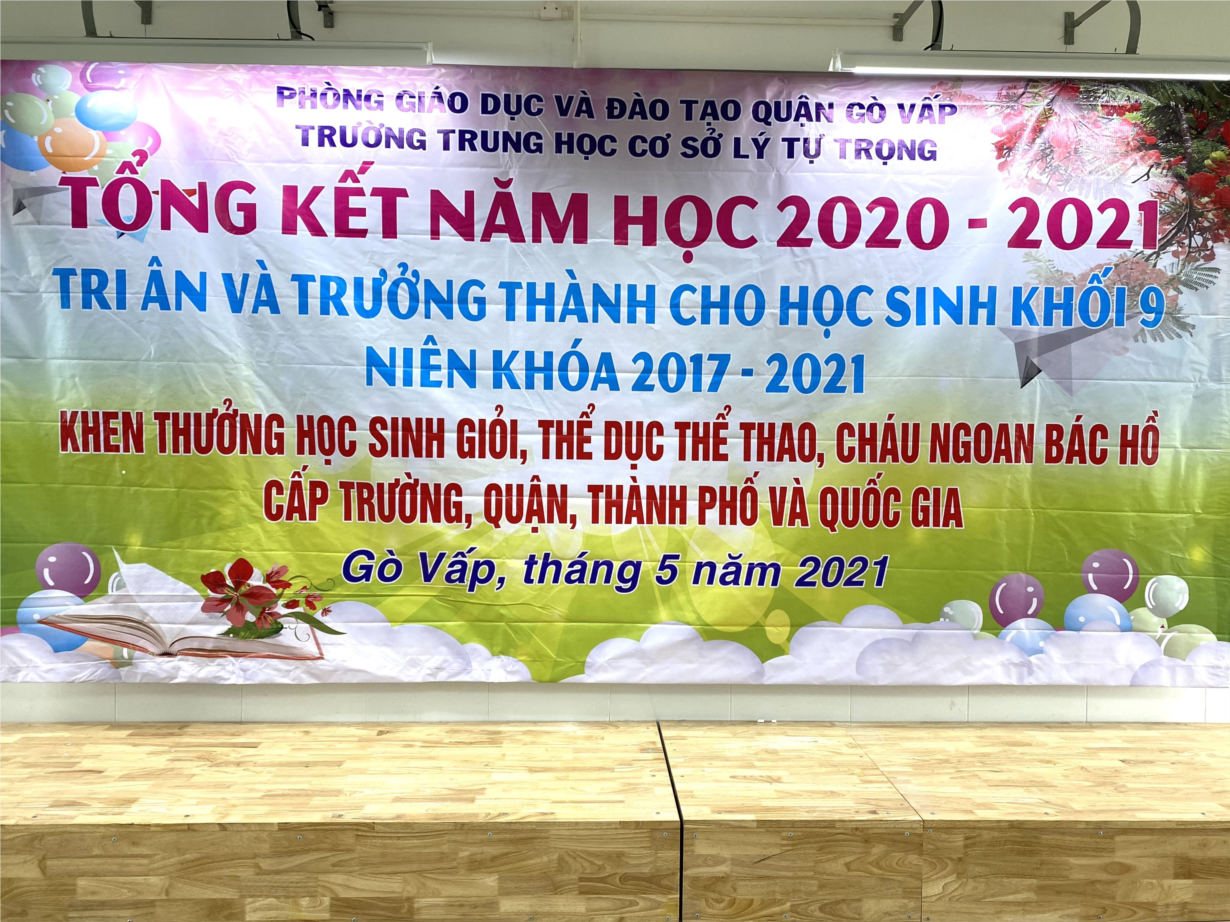 PHÒNG GIÁO DỤC VÀ ĐÀO TẠO QUẬN GÒ VẤP
TRƯỜNG TRUNG HỌC CƠ SỞ LÝ TỰ TRỌNG
TỔNG KẾT NĂM HỌC 2020 - 2021
TRI ÂN VÀ TRƯỞNG THÀNH CHO HỌC SINH KHỐI 9
NIÊN KHÓA 2017 - 2021
KHEN THƯỞNG HỌC SINH GIỎI, THỂ DỤC THỂ THAO, CHÁU NGOAN BÁC HỒ
CẤP TRƯỜNG, QUẬN, THÀNH PHỐ VÀ QUỐC GIA
Gò Vấp, tháng 5 năm 2021